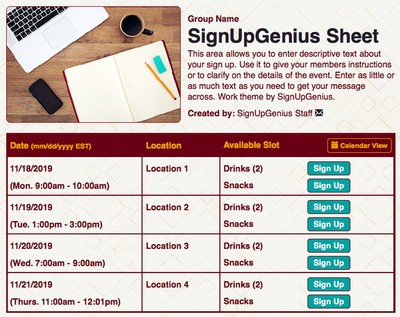 Group Name
SignUpGenius Sheet
This area allows you to enter descriptive text about
your sign up. Use it to give your members instructions
or to clarify on the details of the event. Enter as little or
as much text as you need to get your message
across. Work theme by SignUpGenius.
Created by: SignUpGenius Staff
Date (mm/dd/yyyy EST) Location Available Slot Calendar View
11/18/2019 Location 1 Drinks (2) Sign Up
(Mon. 9:00am - 10:00am) Snacks Sign Up
11/19/2019 Location 2 Drinks (2) Sign Up
(Tue. 1:00pm - 3:00pm) Snacks Sign Up
11/20/2019 Location 3 Drinks (2) Sign Up
(Wed. 7:00am - 9:00am) Snacks Sign Up
11/21/2019 Location 4 Drinks (2) Sign Up
(Thurs. 11:00am - 12:01pm) Snacks Sign Up